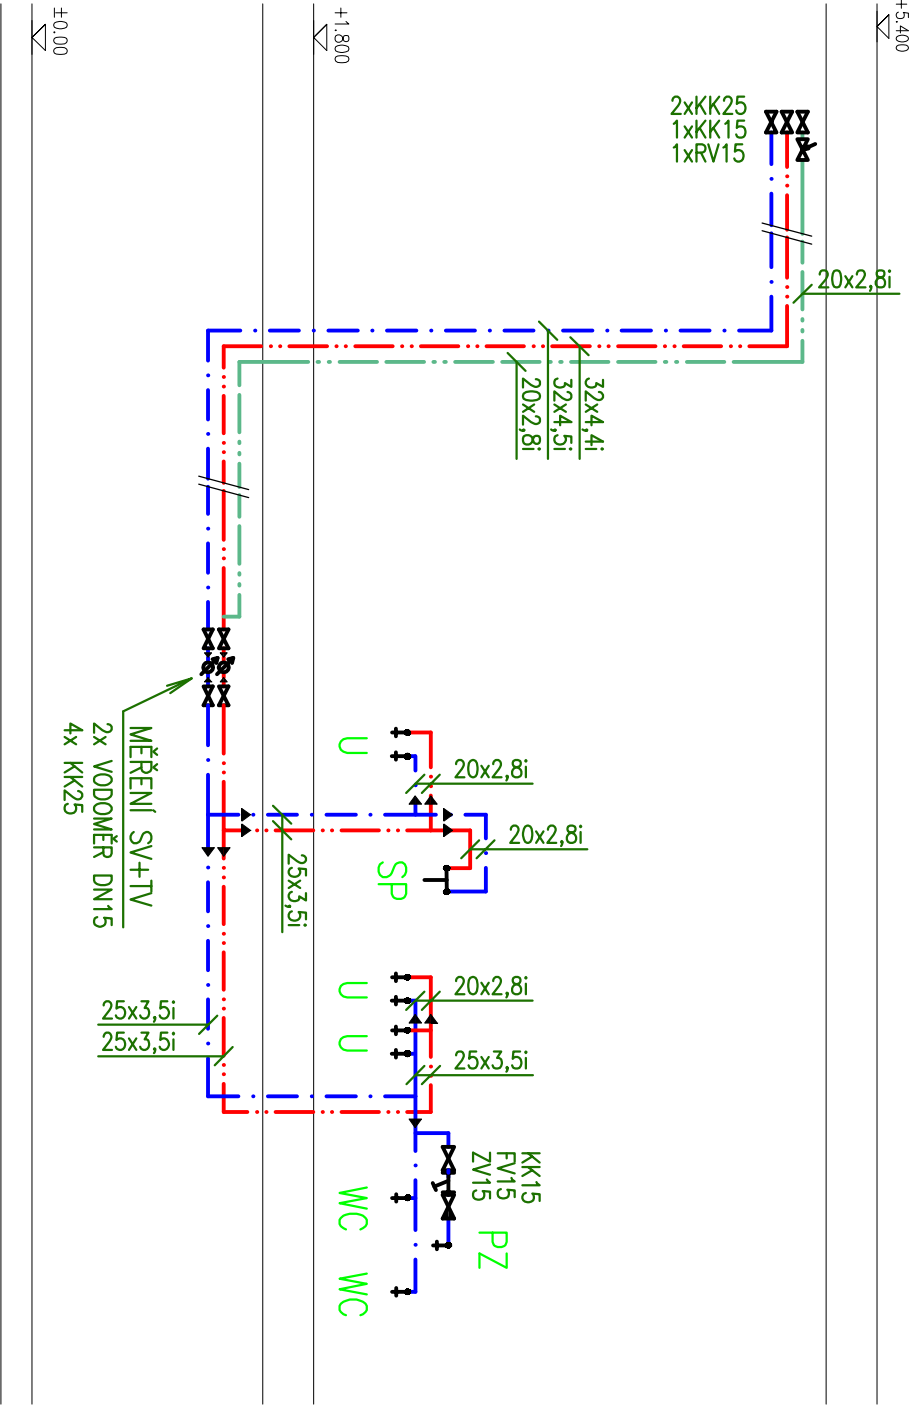 ±0.00
+1.800
+5.400
2xKK25
1xKK15
1xRV15
20x2,8i
32x4,4i
32x4,5i
20x2,8i
MĚŘENÍ SV+TV
2x VODOMĚR DN15
4x KK25
U
20x2,8i
20x2,8i
SP
25x3,5i
U
20x2,8i
U
25x3,5i
25x3,5i
25x3,5i
KK15
FV15
ZV15
PZ
WC
WC